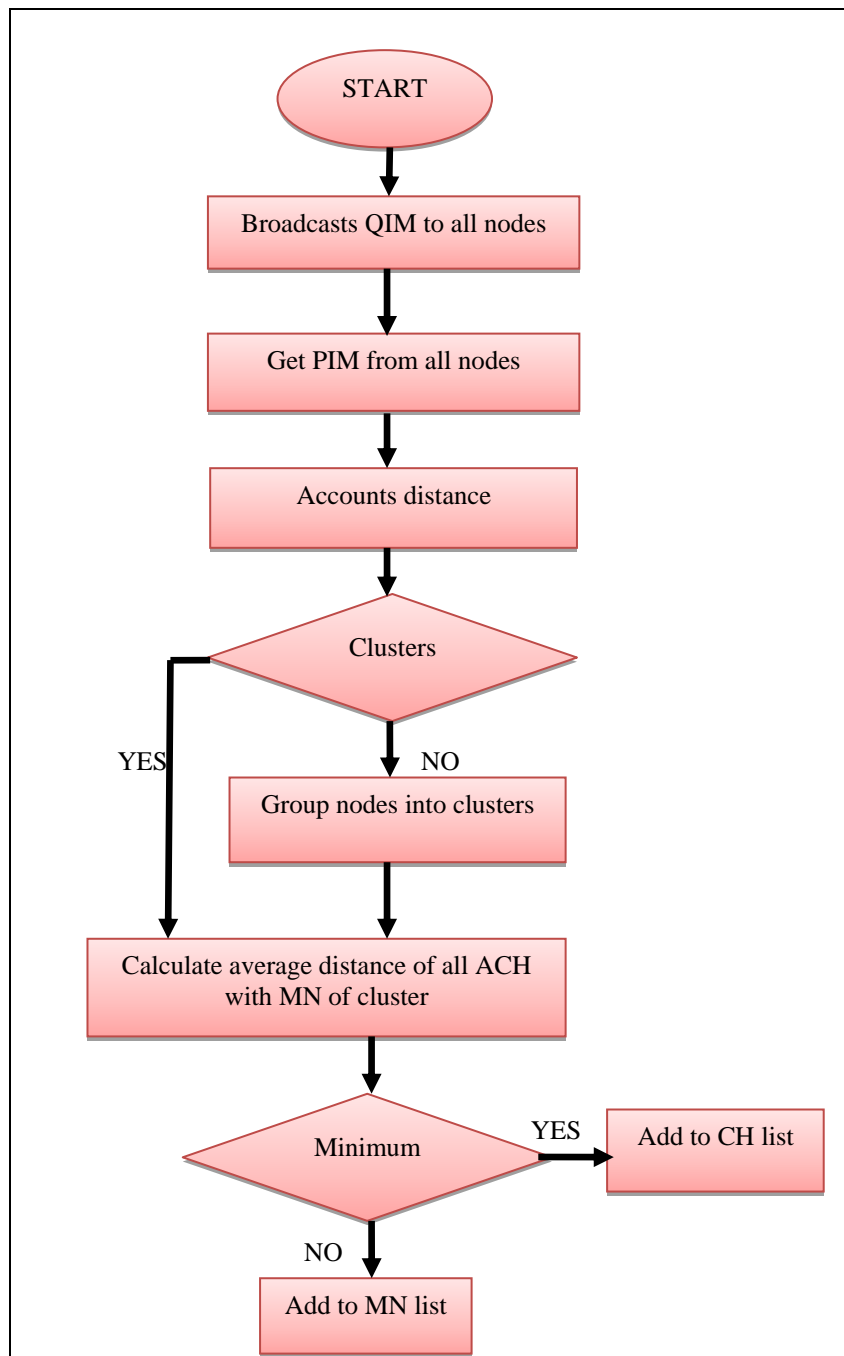 START
Broadcasts QIM to all nodes
Get PIM from all nodes
Accounts distance
Clusters
YES
NO
Group nodes into clusters
Calculate average distance of all ACH
with MN of cluster
Minimum
YES
Add to CH list
NO
Add to MN list